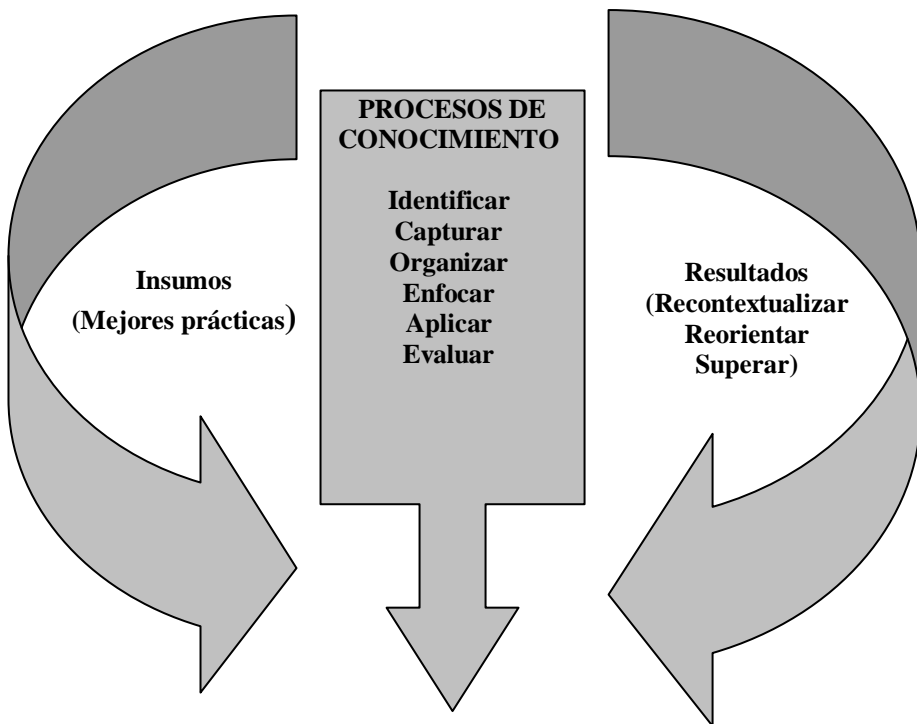 PROCESOS DE
CONOCIMIENTO
Identificar
Capturar
Organizar
Enfocar
Aplicar
Evaluar
Insumos
(Mejores prácticas)
Resultados
(Recontextualizar
Reorientar
Superar)